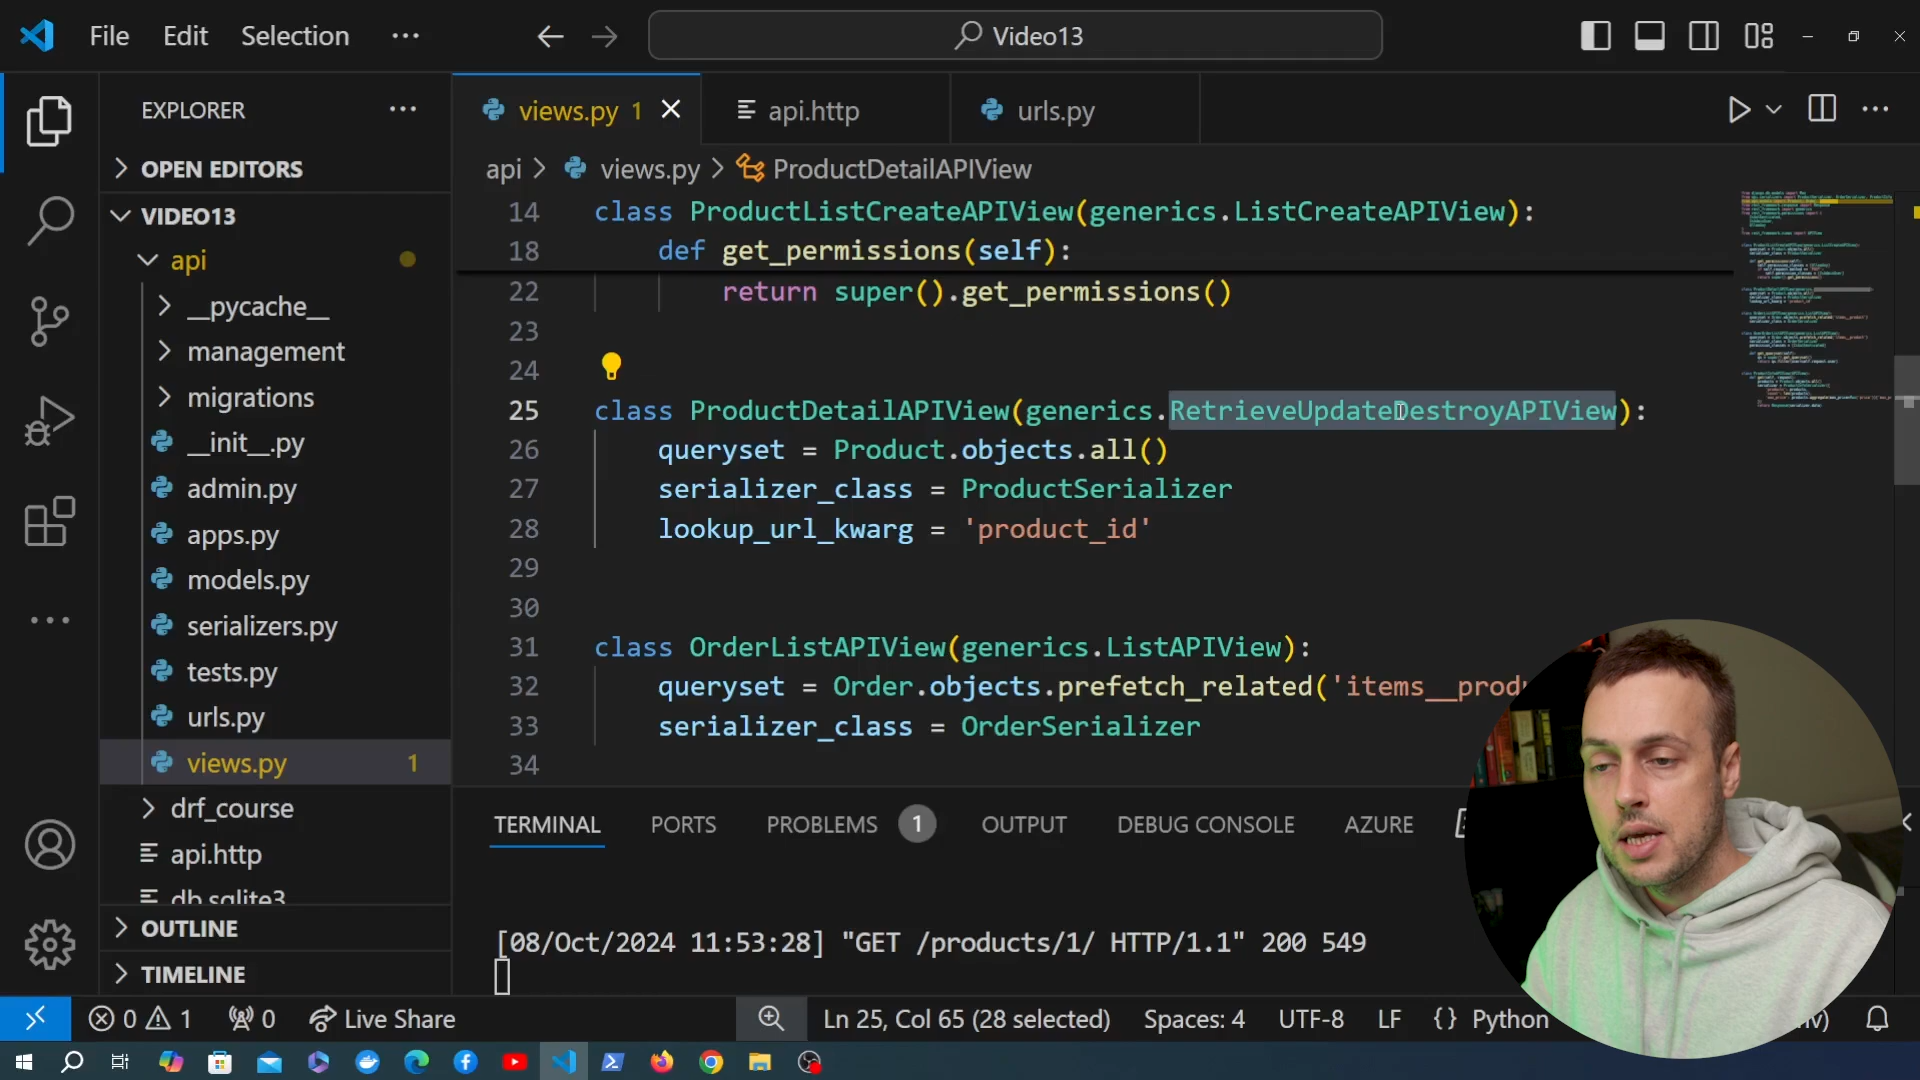 File Edit Selection ··· Video13
EXPLORER ···
OPEN EDITORS
VIDEO13
api
__pycache__
management
migrations
__init__.py
admin.py
apps.py
models.py
serializers.py
tests.py
urls.py
views.py 1
drf_course
api.http
db.sqlite3
OUTLINE
TIMELINE
views.py 1 api.http urls.py
api > views.py > ProductDetailAPIView
14 class ProductListCreateAPIView(generics.ListCreateAPIView):
18 def get_permissions(self):
22 return super().get_permissions()
23
24
25 class ProductDetailAPIView(generics.RetrieveUpdateDestroyAPIView):
26 queryset = Product.objects.all()
27 serializer_class = ProductSerializer
28 lookup_url_kwarg = 'product_id'
29
30
31 class OrderListAPIView(generics.ListAPIView):
32 queryset = Order.objects.prefetch_related('items__produ
33 serializer_class = OrderSerializer
34
TERMINAL PORTS PROBLEMS 1 OUTPUT DEBUG CONSOLE AZURE
[08/Oct/2024 11:53:28] "GET /products/1/ HTTP/1.1" 200 549
0 1 0 Live Share Ln 25, Col 65 (28 selected) Spaces: 4 UTF-8 LF {} Python